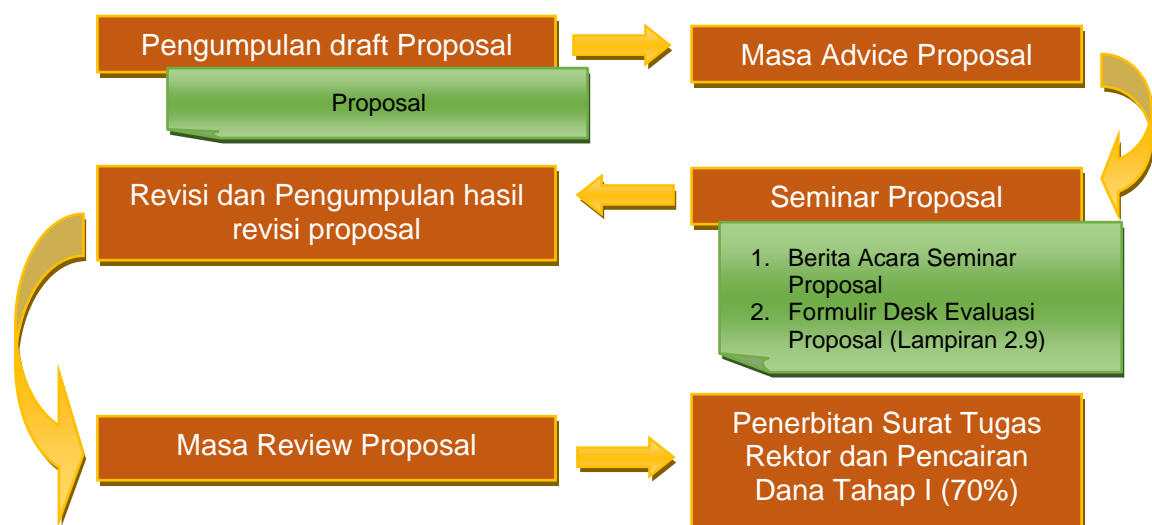 Pengumpulan draft Proposal
Proposal
Masa Advice Proposal
Seminar Proposal
1. Berita Acara Seminar
Proposal
2. Formulir Desk Evaluasi
Proposal (Lampiran 2.9)
Revisi dan Pengumpulan hasil
revisi proposal
Masa Review Proposal
Penerbitan Surat Tugas
Rektor dan Pencairan
Dana Tahap I (70%)